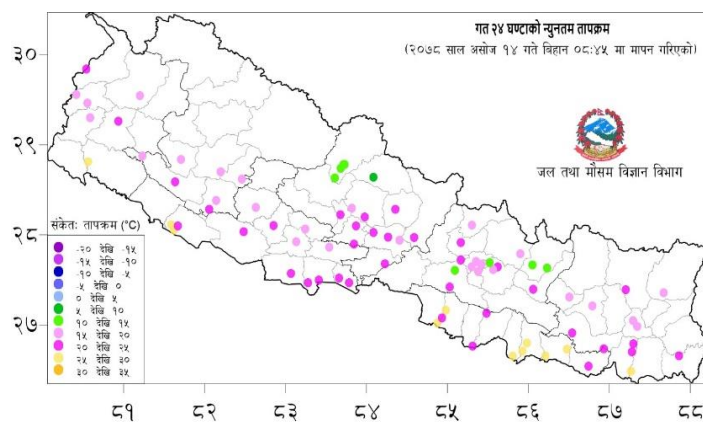 गत २४ घण्टाको न्युनतम तापक्रम
(२०७८ साल असोज १४ गते बिहान ०८:४५ मा मापन गरिएको)
जल तथा मौसम विज्ञान विभाग
३०
२९
२८
२७
संकेतः तापक्रम (°C)
-२० देखि -१५
-१५ देखि -१०
-१० देखि -५
-५ देखि ०
० देखि ५
५ देखि १०
१० देखि १५
१५ देखि २०
२० देखि २५
२५ देखि ३०
३० देखि ३५
८१ ८२ ८३ ८४ ८५ ८६ ८७ ८८